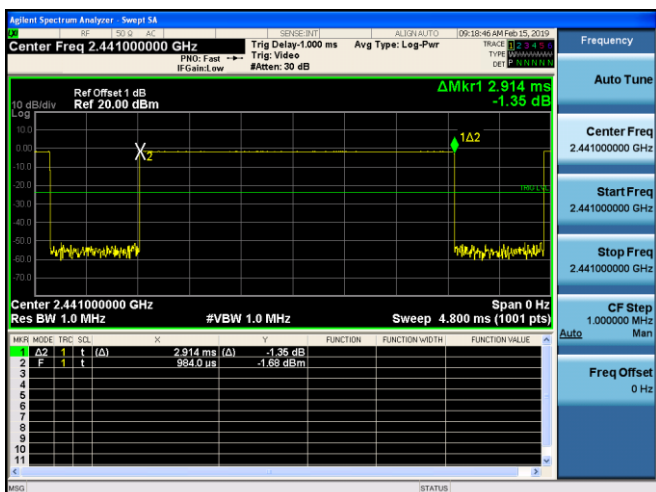 Agilent Spectrum Analyzer - Swept SA
RF 50 Ω AC SENSE:INT ALIGN AUTO 09:18:46 AM Feb 15, 2019
Center Freq 2.441000000 GHz
PNO: Fast
IFGain:Low
Trig Delay-1.000 ms
Trig: Video
#Atten: 30 dB
Avg Type: Log-Pwr
TRACE 1 2 3 4 5 6
TYPE WWWWWW
DET P N N N N N
Ref Offset 1 dB
Ref 20.00 dBm
10 dB/div
Log
ΔMkr1 2.914 ms
-1.35 dB
10.0
0.00
-10.0
-20.0
-30.0
-40.0
-50.0
-60.0
-70.0
X2
1Δ2
TRIG LVL
Center 2.441000000 GHz Span 0 Hz
Res BW 1.0 MHz #VBW 1.0 MHz Sweep 4.800 ms (1001 pts)
MKR MODE TRC SCL X Y FUNCTION FUNCTION WIDTH FUNCTION VALUE
1 Δ2 1 t (Δ) 2.914 ms (Δ) -1.35 dB
2 F 1 t 984.0 µs -1.68 dBm
3
4
5
6
7
8
9
10
11
MSG STATUS
Frequency
Auto Tune
Center Freq
2.441000000 GHz
Start Freq
2.441000000 GHz
Stop Freq
2.441000000 GHz
CF Step
1.000000 MHz
Auto Man
Freq Offset
0 Hz